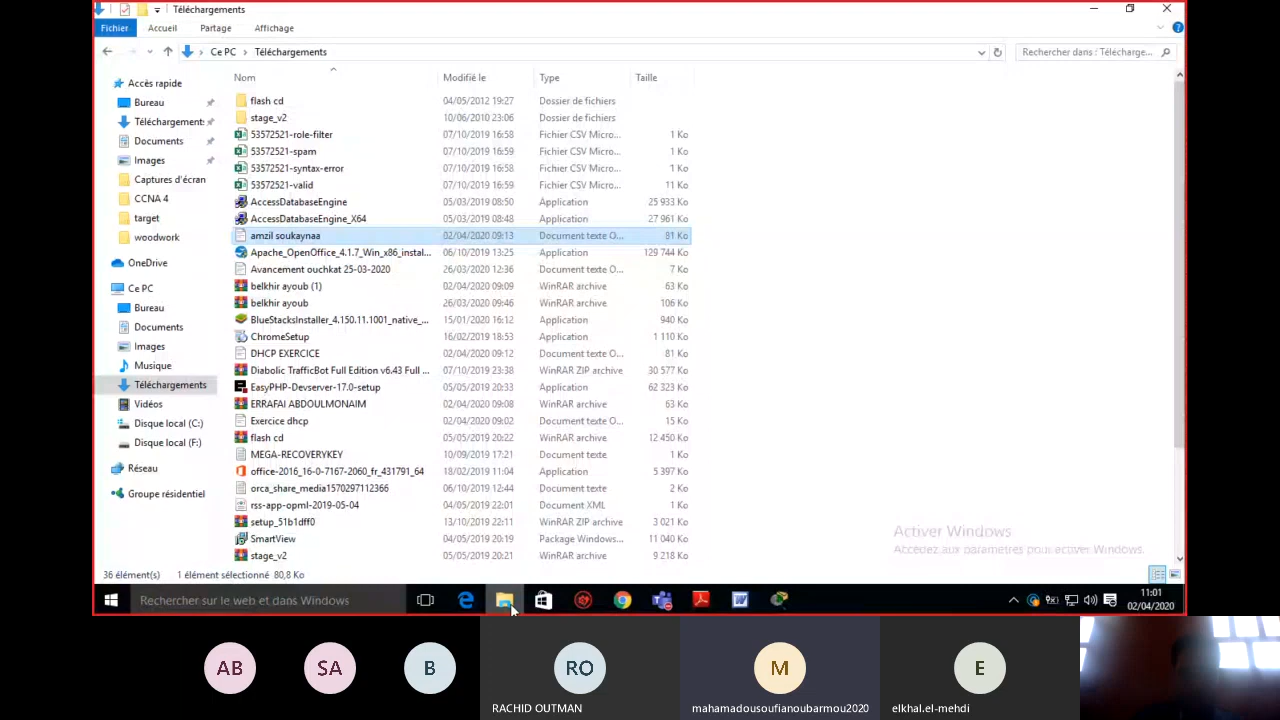 Téléchargements
Fichier Accueil Partage Affichage
Ce PC Téléchargements Rechercher dans : Télécharge...
Nom Modifié le Type Taille
Accès rapide
Bureau
Téléchargement:
Documents
Images
Captures d'écran
CCNA 4
target
woodwork
OneDrive
Ce PC
Bureau
Documents
Images
Musique
Téléchargements
Vidéos
Disque local (C:)
Disque local (F:)
Réseau
Groupe résidentiel
flash cd 04/05/2012 19:27 Dossier de fichiers
stage_v2 10/06/2010 23:06 Dossier de fichiers
53572521-role-filter 07/10/2019 16:58 Fichier CSV Micro... 1 Ko
53572521-spam 07/10/2019 16:59 Fichier CSV Micro... 1 Ko
53572521-syntax-error 07/10/2019 16:58 Fichier CSV Micro... 1 Ko
53572521-valid 07/10/2019 16:59 Fichier CSV Micro... 11 Ko
AccessDatabaseEngine 05/03/2019 08:50 Application 25 933 Ko
AccessDatabaseEngine_X64 05/03/2019 08:48 Application 27 961 Ko
amzil soukaynaa 02/04/2020 09:13 Document texte O... 81 Ko
Apache_OpenOffice_4.1.7_Win_x86_instal... 06/10/2019 13:25 Application 129 744 Ko
Avancement ouchkat 25-03-2020 26/03/2020 12:36 Document texte O... 7 Ko
belkhir ayoub (1) 02/04/2020 09:09 WinRAR archive 63 Ko
belkhir ayoub 26/03/2020 09:46 WinRAR archive 106 Ko
BlueStacksInstaller_4.150.11.1001_native_... 15/01/2020 16:12 Application 940 Ko
ChromeSetup 16/02/2019 18:53 Application 1 110 Ko
DHCP EXERCICE 02/04/2020 09:12 Document texte O... 81 Ko
Diabolic TrafficBot Full Edition v6.43 Full ... 07/10/2019 23:38 WinRAR ZIP archive 30 577 Ko
EasyPHP-Devserver-17.0-setup 05/05/2019 20:33 Application 62 323 Ko
ERRAFAI ABDOULMONAIM 02/04/2020 09:08 WinRAR archive 63 Ko
Exercice dhcp 02/04/2020 09:02 Document texte O... 15 Ko
flash cd 05/05/2019 20:22 WinRAR archive 12 450 Ko
MEGA-RECOVERYKEY 10/09/2019 17:21 Document texte 1 Ko
office-2016_16-0-7167-2060_fr_431791_64 18/02/2019 11:04 Application 5 397 Ko
orca_share_media1570297112366 06/10/2019 12:44 Document texte 2 Ko
rss-app-opml-2019-05-04 04/05/2019 22:01 Document XML 1 Ko
setup_51b1dff0 13/10/2019 22:11 WinRAR ZIP archive 3 021 Ko
SmartView 04/05/2019 20:19 Package Windows... 11 040 Ko
stage_v2 05/05/2019 20:21 WinRAR archive 9 218 Ko
Activer Windows
Accédez aux paramètres pour activer Windows.
36 élément(s) 1 élément sélectionné 80,8 Ko
Rechercher sur le web et dans Windows
11:01
02/04/2020
AB SA B RO M E
RACHID OUTMAN mahamadousoufianoubarmou2020 elkhal.el-mehdi